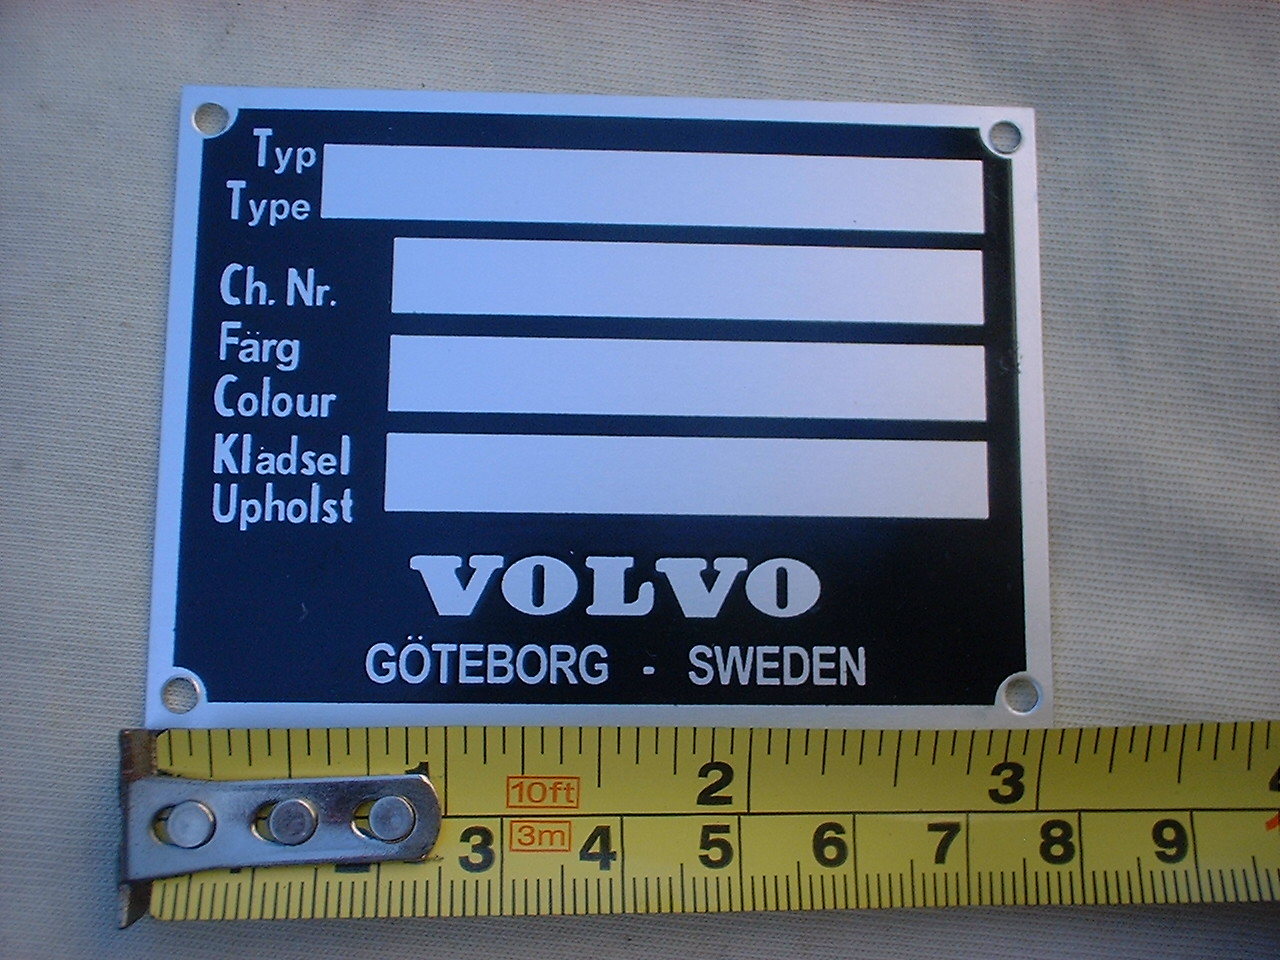 Typ
Type
Ch. Nr.
Färg
Colour
Klädsel
Upholst
VOLVO
GÖTEBORG - SWEDEN
1 10ft 2 3
3 3m 4 5 6 7 8 9